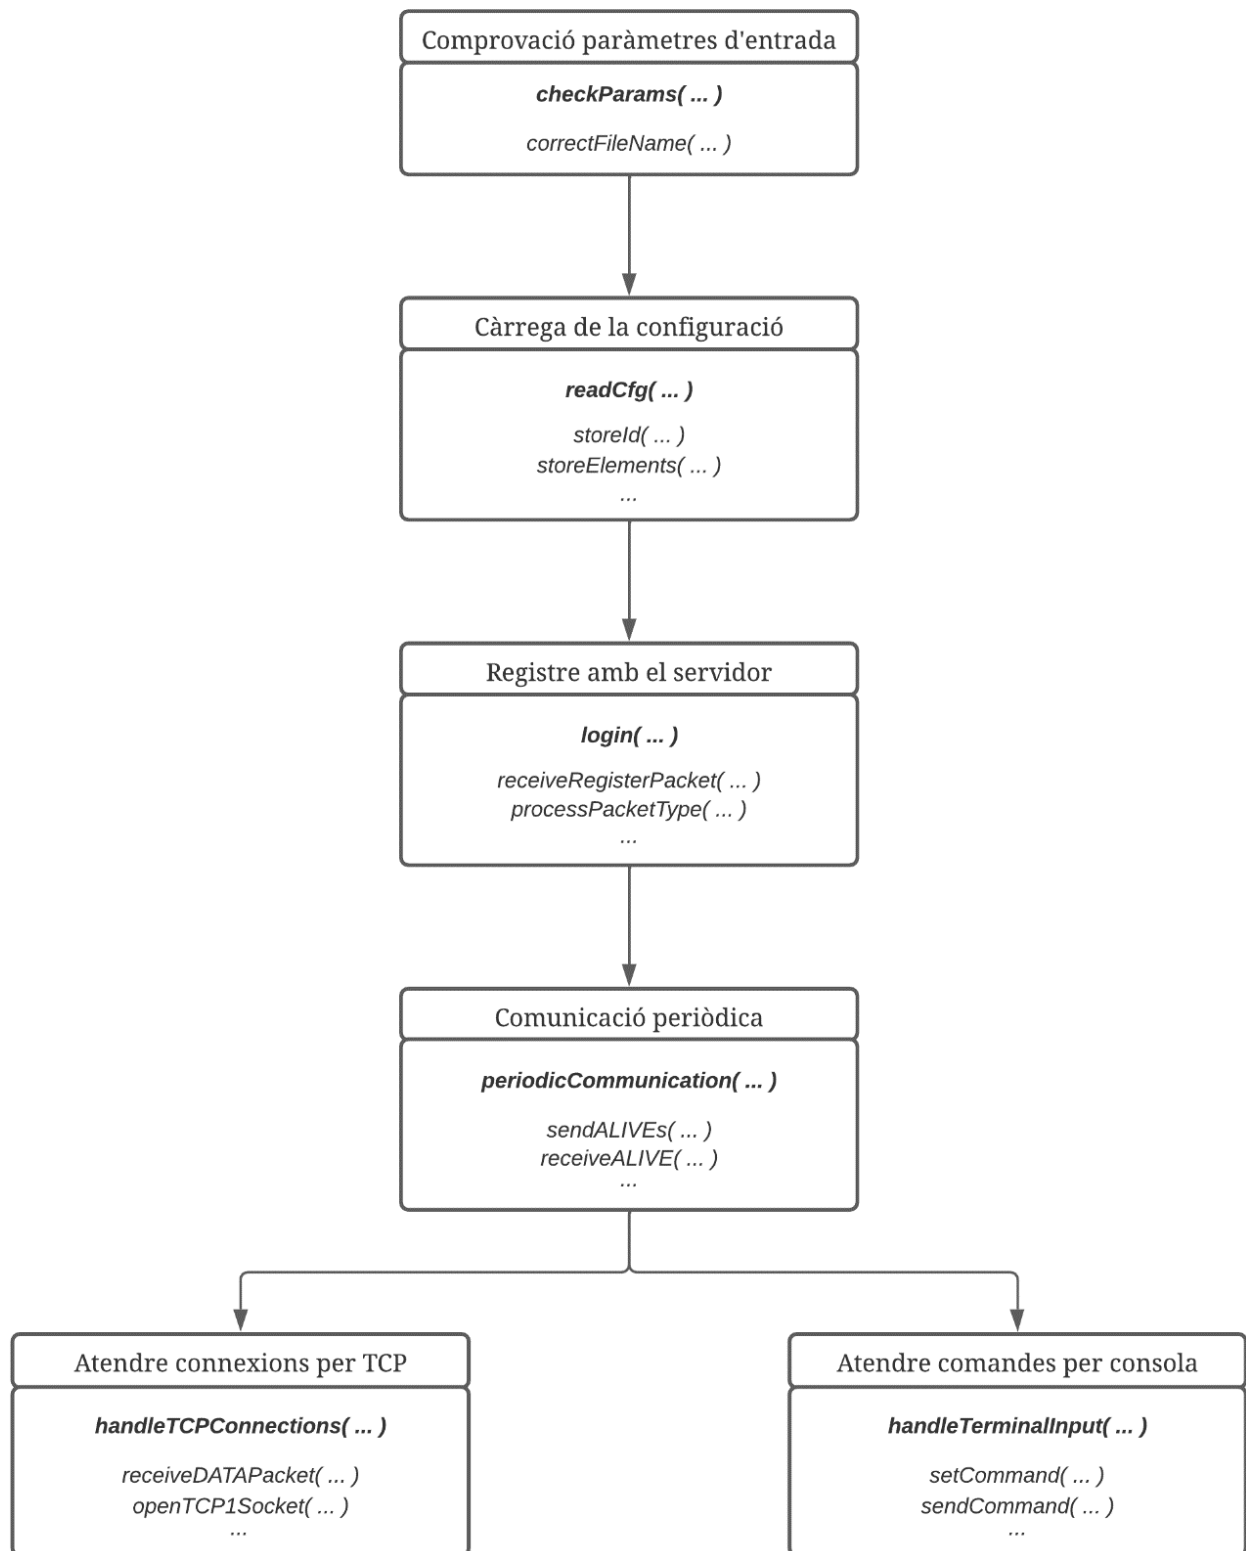 Comprovació paràmetres d'entrada
checkParams( ... )
correctFileName( ... )
Càrrega de la configuració
readCfg( ... )
storeId( ... )
storeElements( ... )
...
Registre amb el servidor
login( ... )
receiveRegisterPacket( ... )
processPacketType( ... )
...
Comunicació periòdica
periodicCommunication( ... )
sendALIVEs( ... )
receiveALIVE( ... )
...
Atendre connexions per TCP
handleTCPConnections( ... )
receiveDATAPacket( ... )
openTCP1Socket( ... )
...
Atendre comandes per consola
handleTerminalInput( ... )
setCommand( ... )
sendCommand( ... )
...